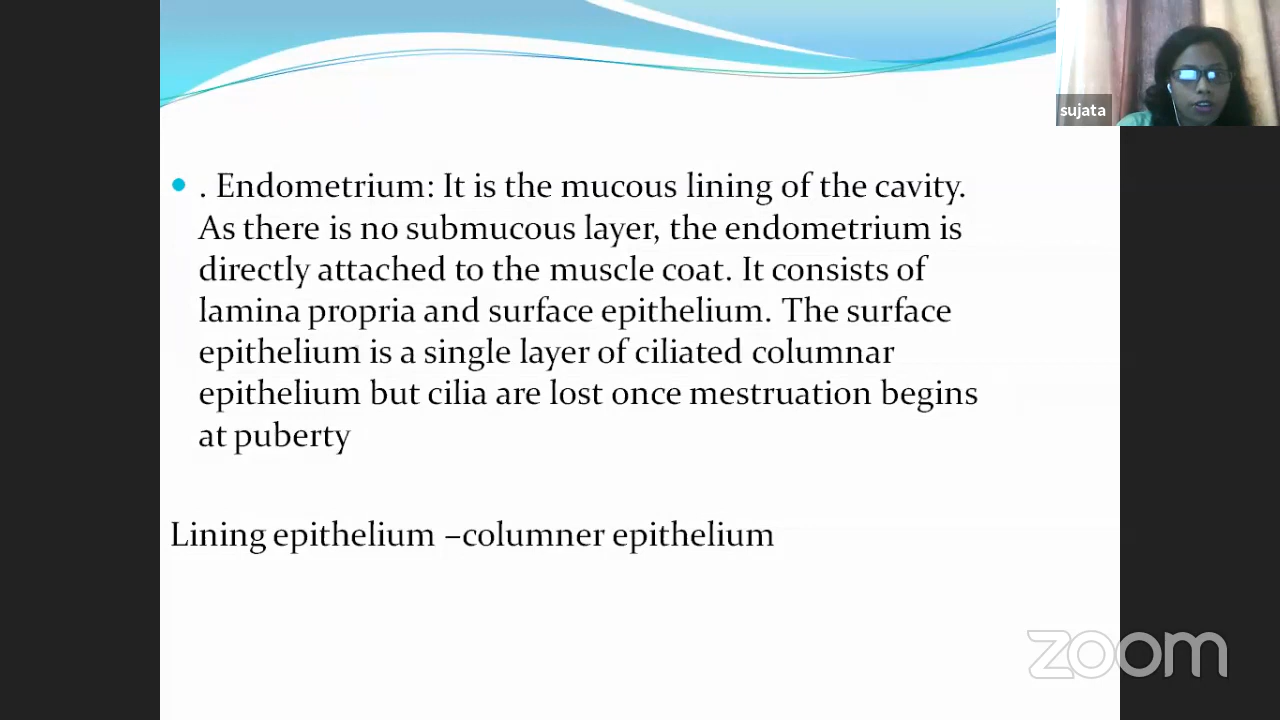 sujata
. Endometrium: It is the mucous lining of the cavity.
As there is no submucous layer, the endometrium is
directly attached to the muscle coat. It consists of
lamina propria and surface epithelium. The surface
epithelium is a single layer of ciliated columnar
epithelium but cilia are lost once mestruation begins
at puberty
Lining epithelium –columner epithelium
zoom